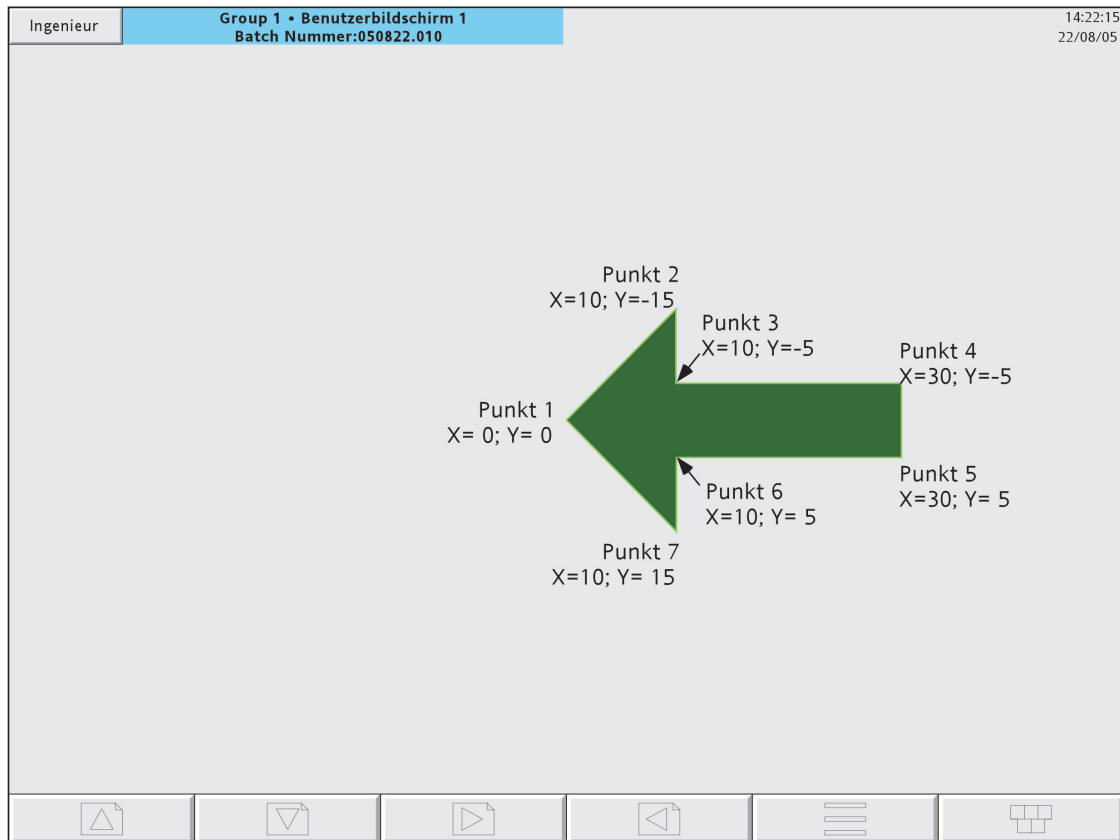 Ingenieur
Group 1 • Benutzerbildschirm 1
Batch Nummer:050822.010
14:22:15
22/08/05
Punkt 2
X=10; Y=-15
Punkt 3
X=10; Y=-5
Punkt 4
X=30; Y=-5
Punkt 1
X= 0; Y= 0
Punkt 5
X=30; Y= 5
Punkt 6
X=10; Y= 5
Punkt 7
X=10; Y= 15